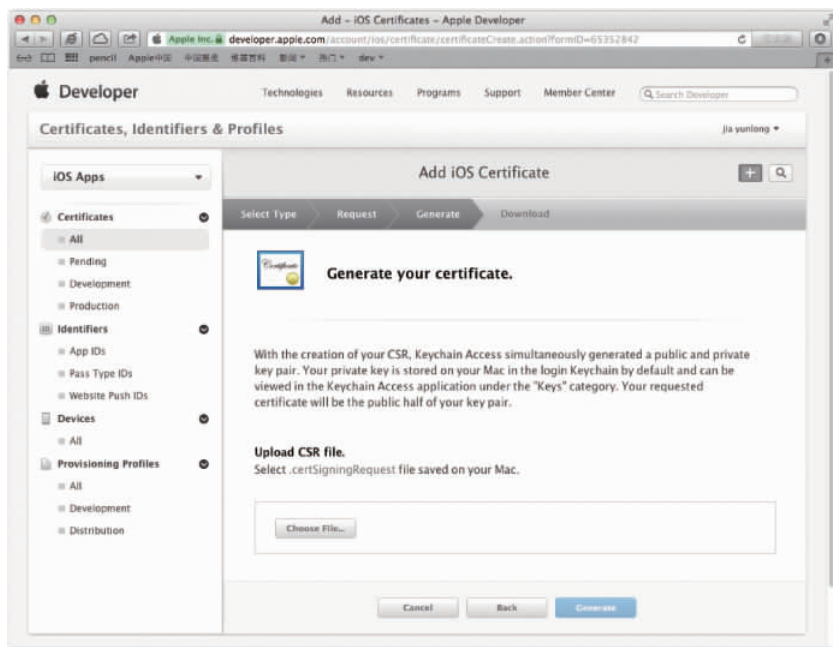 Add – iOS Certificates – Apple Developer
Apple Inc. developer.apple.com/account/ios/certificate/certificateCreate.action?formID=65352842
pencil Apple中国 dev
Developer
Technologies Resources Programs Support Member Center Search Developer
Certificates, Identifiers & Profiles
jia yunlong
iOS Apps
Add iOS Certificate
Certificates
All
Pending
Development
Production
Identifiers
App IDs
Pass Type IDs
Website Push IDs
Devices
All
Provisioning Profiles
All
Development
Distribution
Select Type Request Generate Download
Certificate
Generate your certificate.
With the creation of your CSR, Keychain Access simultaneously generated a public and private
key pair. Your private key is stored on your Mac in the login Keychain by default and can be
viewed in the Keychain Access application under the "Keys" category. Your requested
certificate will be the public half of your key pair.
Upload CSR file.
Select .certSigningRequest file saved on your Mac.
Choose File...
Cancel Back Generate